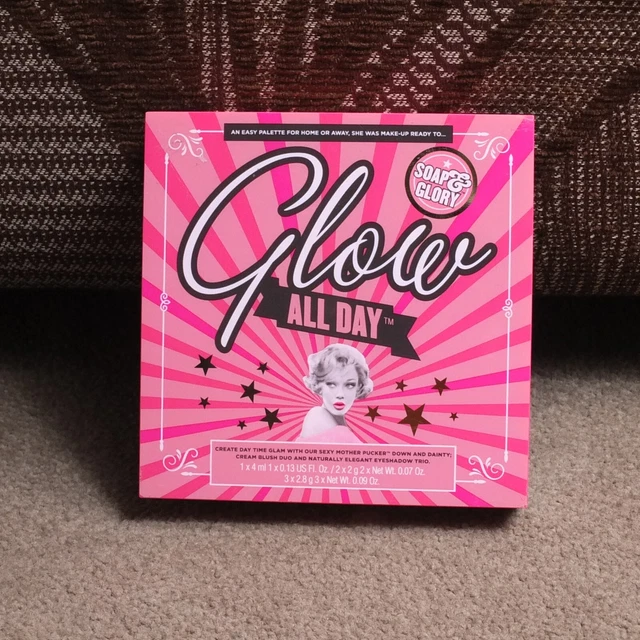 AN EASY PALETTE FOR HOME OR AWAY, SHE WAS MAKE-UP READY TO...
SOAP&
GLORY
Glow
ALL DAY™
CREATE DAY TIME GLAM WITH OUR SEXY MOTHER PUCKER™ DOWN AND DAINTY;
CREAM BLUSH DUO AND NATURALLY ELEGANT EYESHADOW TRIO.
1 x 4 ml 1 x 0.13 US Fl. Oz. / 2 x 2 g 2 x Net Wt. 0.07 Oz.
3 x 2.8 g 3 x Net Wt. 0.09 Oz.